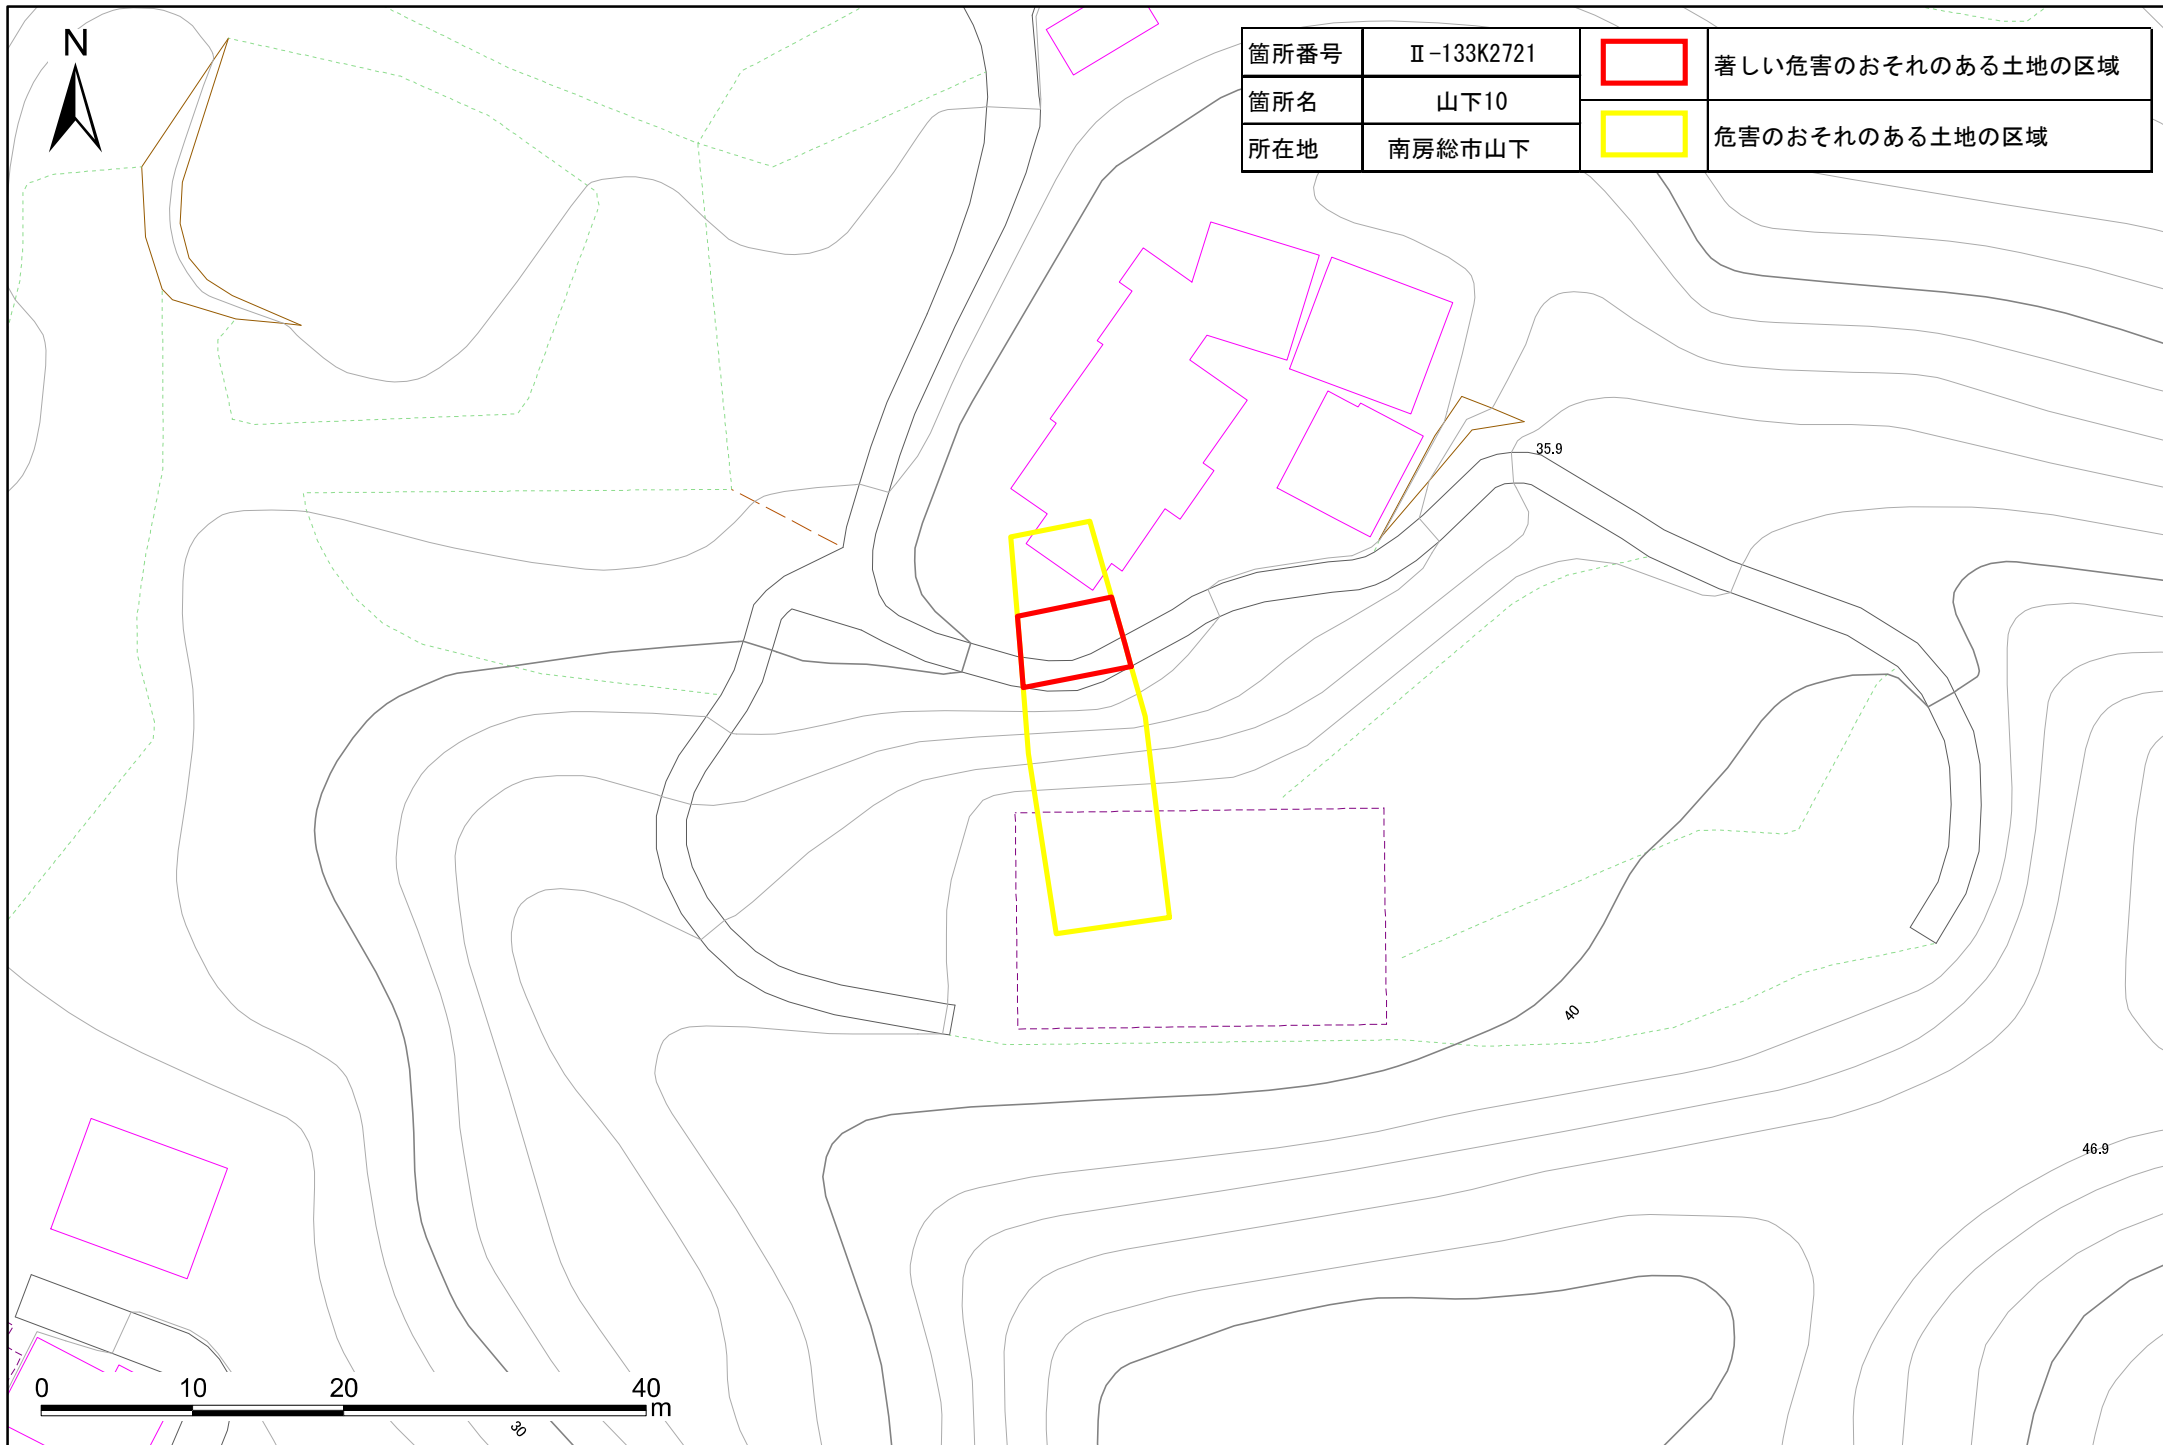 N
箇所番号 Ⅱ-133K2721 著しい危害のおそれのある土地の区域
箇所名 山下10
危害のおそれのある土地の区域
所在地 南房総市山下
35.9
40
46.9
0 10 20 40
m
30